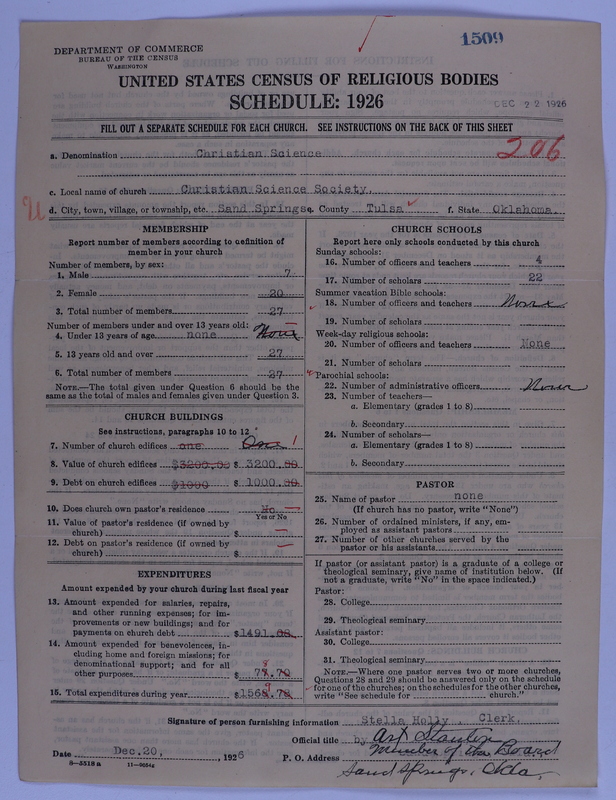 1509
DEPARTMENT OF COMMERCE
BUREAU OF THE CENSUS
WASHINGTON
UNITED STATES CENSUS OF RELIGIOUS BODIES
SCHEDULE: 1926
DEC 22 1926
FILL OUT A SEPARATE SCHEDULE FOR EACH CHURCH. SEE INSTRUCTIONS ON THE BACK OF THIS SHEET
a. Denomination Christian Science
206
c. Local name of church Christian Science Society,
d. City, town, village, or township, etc. Sand Springs e. County Tulsa f. State Oklahoma.
MEMBERSHIP
Report number of members according to definition of
member in your church
Number of members, by sex:
1. Male 7
2. Female 20
3. Total number of members 27
Number of members under and over 13 years old:
4. Under 13 years of age none None
5. 13 years old and over 27
6. Total number of members 27
NOTE.—The total given under Question 6 should be the
same as the total of males and females given under Question 3.
CHURCH BUILDINGS
See instructions, paragraphs 10 to 12
7. Number of church edifices one One 1
8. Value of church edifices $3200.00 $ 3200.00
9. Debt on church edifices $1000 $ 1000.00
10. Does church own pastor's residence No.
Yes or No
11. Value of pastor's residence (if owned by
church) $
12. Debt on pastor's residence (if owned by
church) $
EXPENDITURES
Amount expended by your church during last fiscal year
13. Amount expended for salaries, repairs,
and other running expenses; for im-
provements or new buildings; and for
payments on church debt $1491.
14. Amount expended for benevolences, in-
cluding home and foreign missions; for
denominational support; and for all
other purposes $ 77.70 8
15. Total expenditures during year $1568.78 9
CHURCH SCHOOLS
Report here only schools conducted by this church
Sunday schools:
16. Number of officers and teachers 4
17. Number of scholars 22
Summer vacation Bible schools:
18. Number of officers and teachers None
19. Number of scholars
Week-day religious schools:
20. Number of officers and teachers None
21. Number of scholars
Parochial schools:
22. Number of administrative officers None
23. Number of teachers—
a. Elementary (grades 1 to 8)
b. Secondary
24. Number of scholars—
a. Elementary (grades 1 to 8)
b. Secondary
PASTOR
25. Name of pastor none
(If church has no pastor, write "None")
26. Number of ordained ministers, if any, em-
ployed as assistant pastors
27. Number of other churches served by the
pastor or his assistants
If pastor (or assistant pastor) is a graduate of a college or
theological seminary, give name of institution below. (If
not a graduate, write "No" in the space indicated.)
Pastor:
28. College
29. Theological seminary
Assistant pastor:
30. College
31. Theological seminary
NOTE.—Where one pastor serves two or more churches,
Questions 28 and 29 should be answered only on the schedule
for one of the churches; on the schedules for the other churches,
write "See schedule for church."
Signature of person furnishing information Stella Holly, Clerk.
Official title by Member of the Board
Date Dec.20, 1926 P. O. Address Sand Springs, Okla.
8—5518 a 11—9054